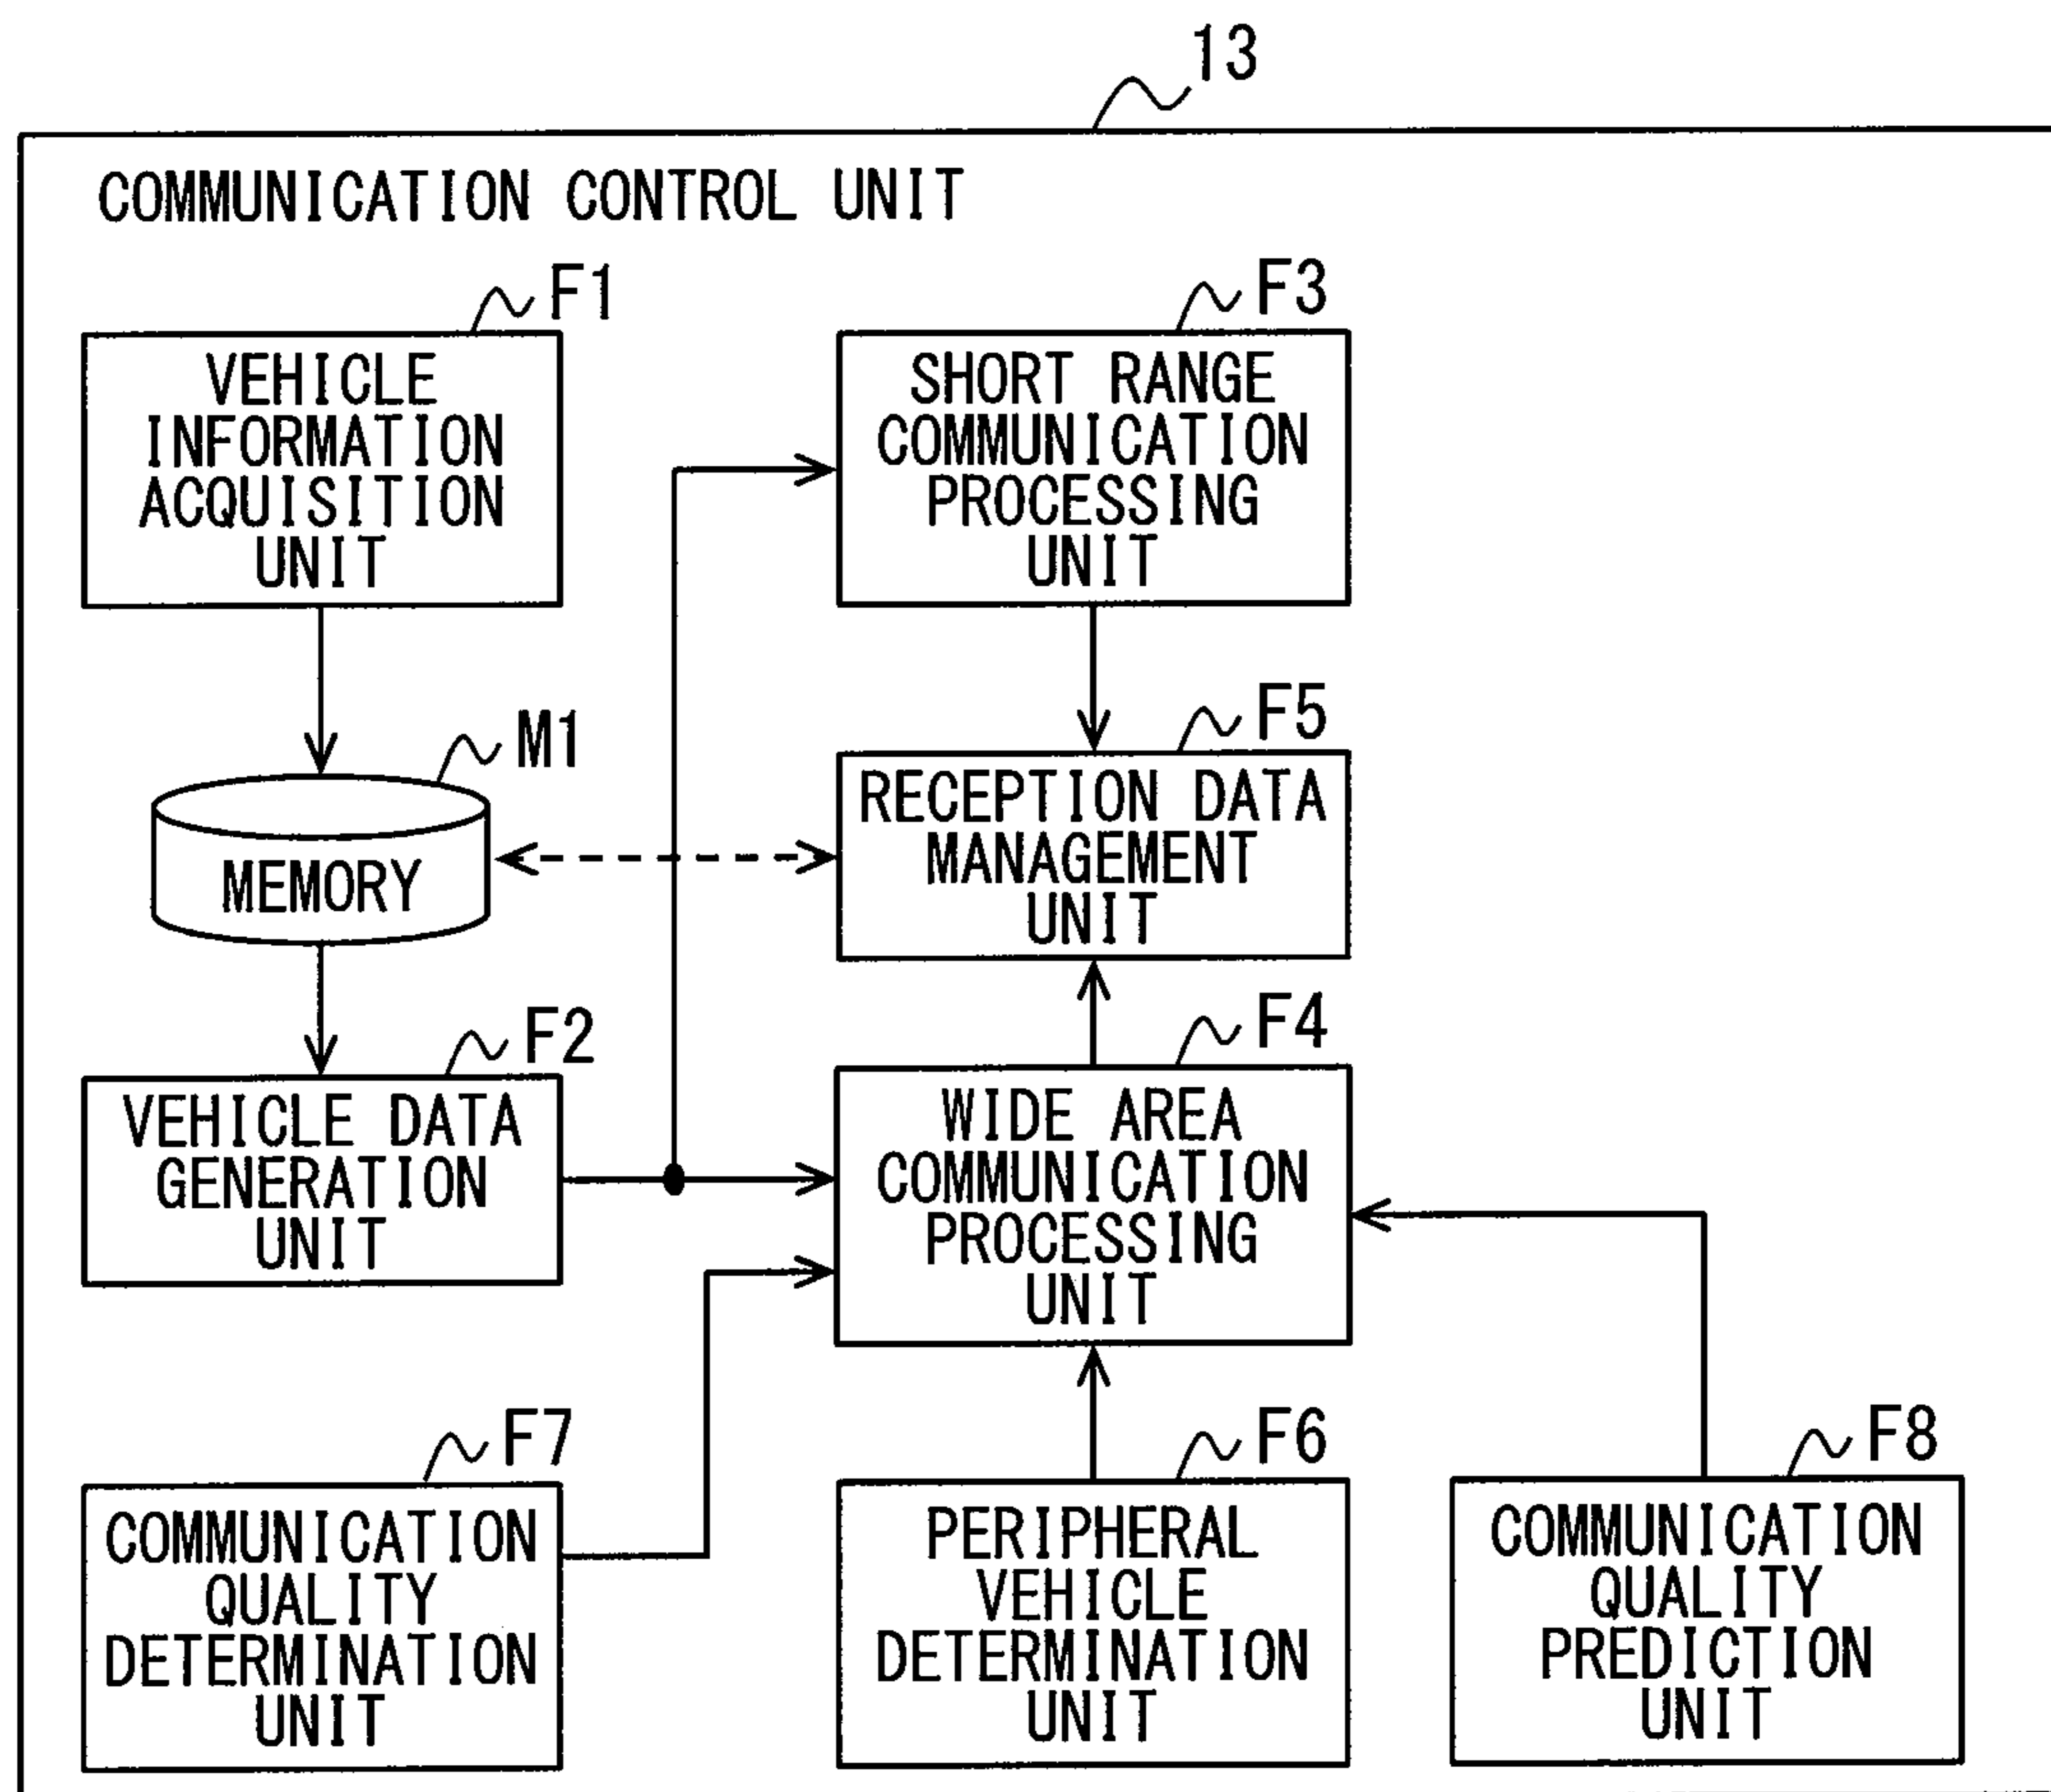 13
COMMUNICATION CONTROL UNIT
F1
VEHICLE
INFORMATION
ACQUISITION
UNIT
F3
SHORT RANGE
COMMUNICATION
PROCESSING
UNIT
M1
MEMORY
F5
RECEPTION DATA
MANAGEMENT
UNIT
F2
VEHICLE DATA
GENERATION
UNIT
F4
WIDE AREA
COMMUNICATION
PROCESSING
UNIT
F7
COMMUNICATION
QUALITY
DETERMINATION
UNIT
F6
PERIPHERAL
VEHICLE
DETERMINATION
UNIT
F8
COMMUNICATION
QUALITY
PREDICTION
UNIT